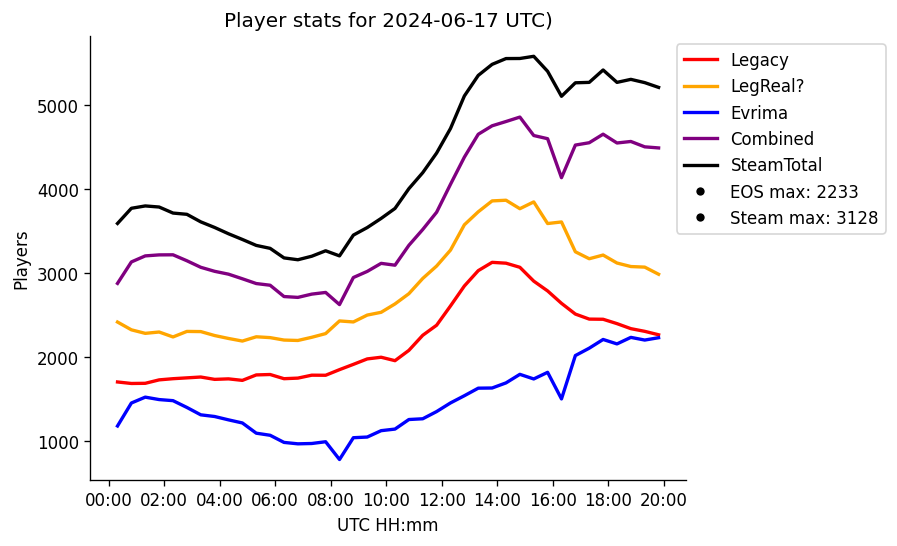 Player stats for 2024-06-17 UTC)
Legacy
LegReal?
Evrima
Combined
SteamTotal
EOS max: 2233
Steam max: 3128
Players
5000
4000
3000
2000
1000
00:00 02:00 04:00 06:00 08:00 10:00 12:00 14:00 16:00 18:00 20:00
UTC HH:mm